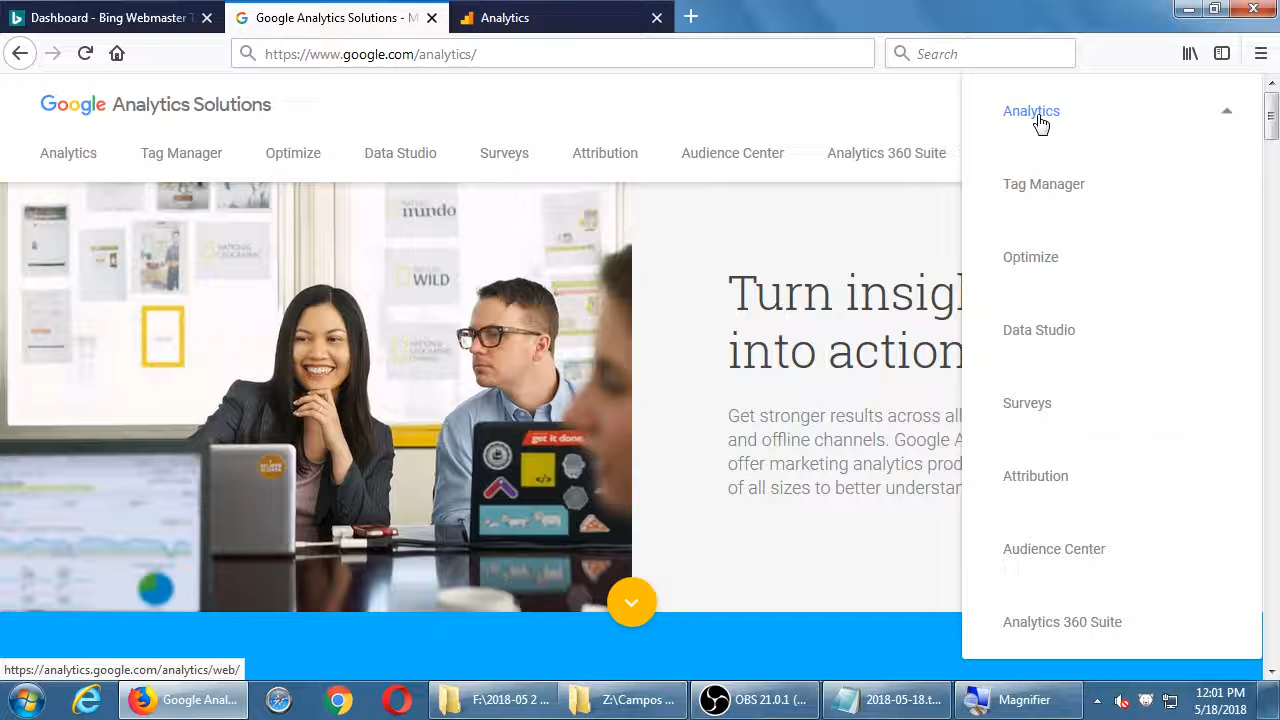 Dashboard - Bing Webmaster T
Google Analytics Solutions - M
Analytics
https://www.google.com/analytics/
Search
Google Analytics Solutions
Analytics
Tag Manager
Optimize
Data Studio
Surveys
Attribution
Audience Center
Analytics 360 Suite
Analytics
Tag Manager
Optimize
Data Studio
Surveys
Attribution
Audience Center
Analytics 360 Suite
mundo
WILD
get it done
Turn insig
into action
Get stronger results across all
and offline channels. Google A
offer marketing analytics prod
of all sizes to better understan
https://analytics.google.com/analytics/web/
Google Anal...
F:\2018-05 2 ...
Z:\Campos ...
OBS 21.0.1 (...
2018-05-18.t...
Magnifier
12:01 PM
5/18/2018